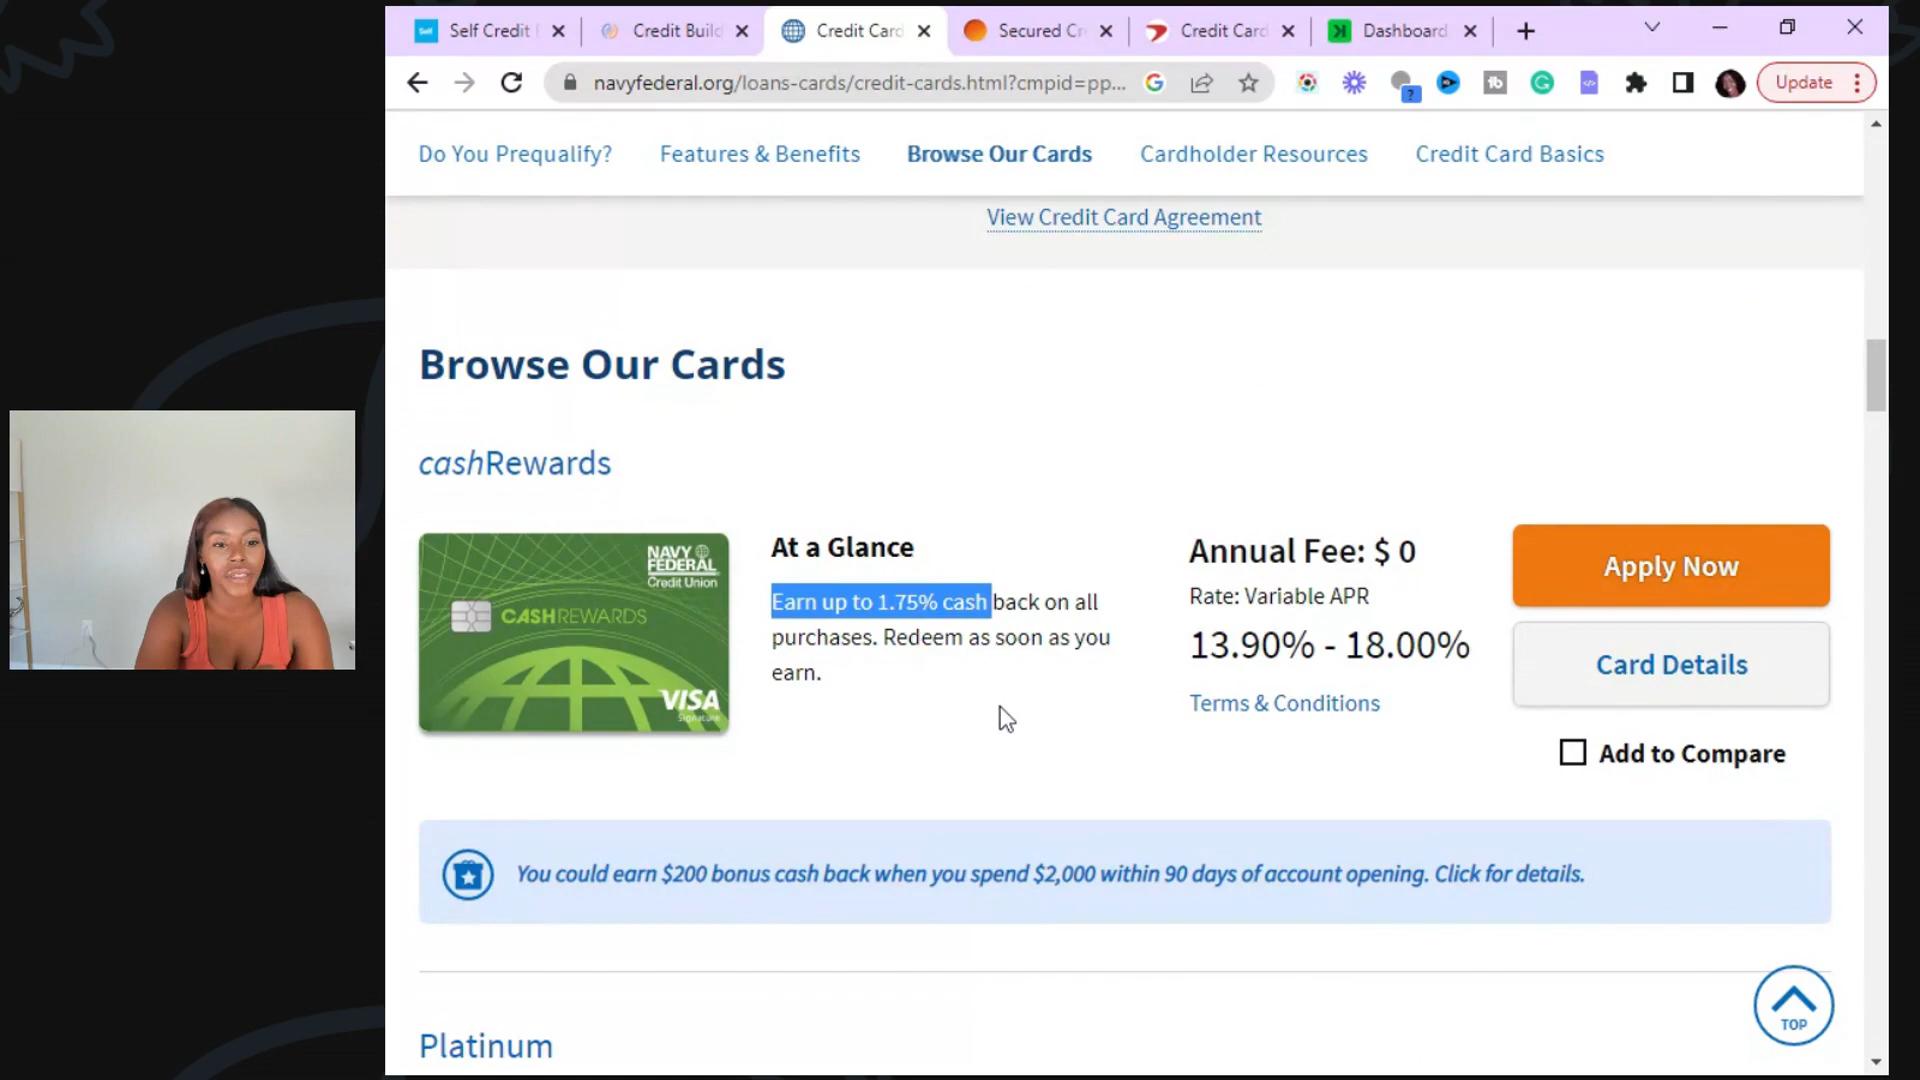 Self Credit
Credit Build
Credit Card
Secured Cr
Credit Card
Dashboard
navyfederal.org/loans-cards/credit-cards.html?cmpid=pp...
Update
Do You Prequalify?
Features & Benefits
Browse Our Cards
Cardholder Resources
Credit Card Basics
View Credit Card Agreement
Browse Our Cards
cashRewards
NAVY
FEDERAL
Credit Union
CASHREWARDS
VISA
Signature
At a Glance
Earn up to 1.75% cash back on all
purchases. Redeem as soon as you
earn.
Annual Fee: $ 0
Rate: Variable APR
13.90% - 18.00%
Terms & Conditions
Apply Now
Card Details
Add to Compare
You could earn $200 bonus cash back when you spend $2,000 within 90 days of account opening. Click for details.
TOP
Platinum